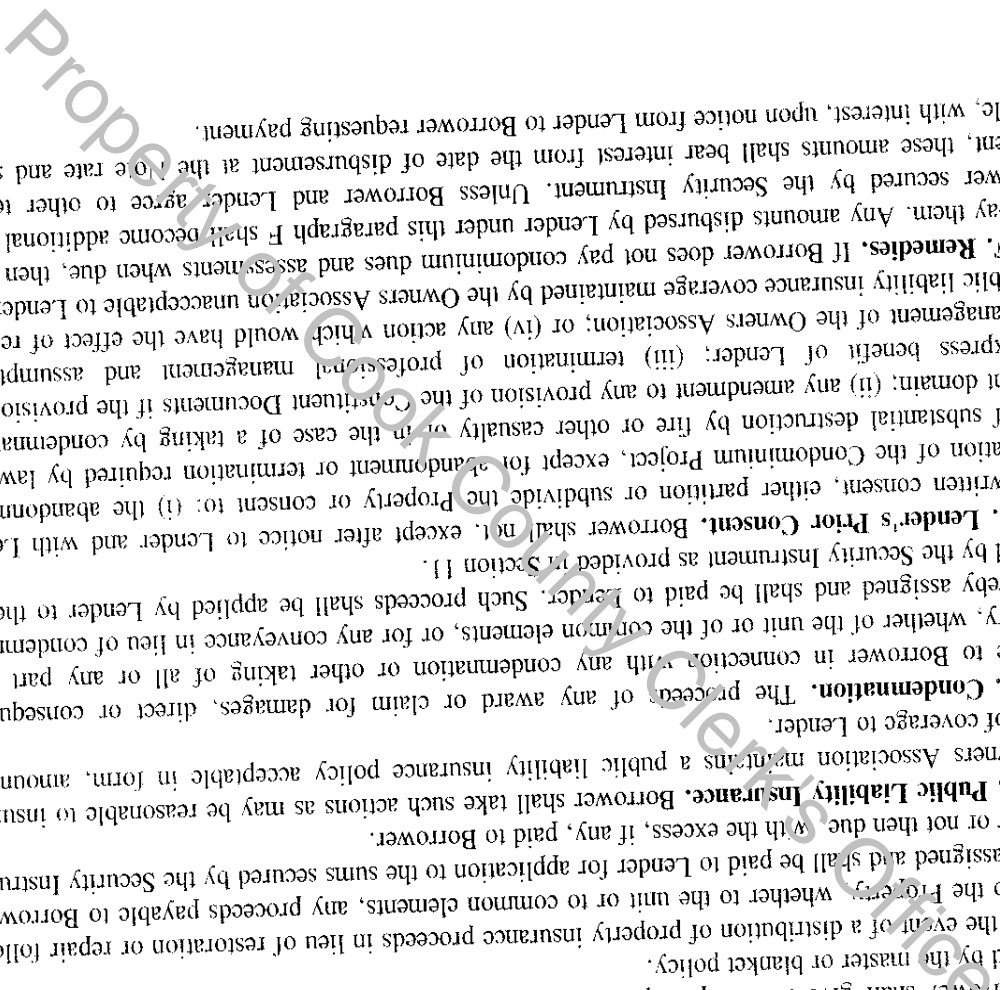 d by the master or blanket policy.
the event of a distribution of property insurance proceeds in lieu of restoration or repair foll
o the Property, whether to the unit or to common elements, any proceeds payable to Borrow
assigned and shall be paid to Lender for application to the sums secured by the Security Instru
r or not then due, with the excess, if any, paid to Borrower.
. Public Liability Insurance. Borrower shall take such actions as may be reasonable to insu
ners Association maintains a public liability insurance policy acceptable in form, amoun
of coverage to Lender.
. Condemnation. The proceeds of any award or claim for damages, direct or consequ
e to Borrower in connection with any condemnation or other taking of all or any part
y, whether of the unit or of the common elements, or for any conveyance in lieu of condemn
reby assigned and shall be paid to Lender. Such proceeds shall be applied by Lender to the
d by the Security Instrument as provided in Section 11.
. Lender's Prior Consent. Borrower shall not, except after notice to Lender and with Le
written consent, either partition or subdivide the Property or consent to: (i) the abandonm
ation of the Condominium Project, except for abandonment or termination required by law
f substantial destruction by fire or other casualty or in the case of a taking by condemna
nt domain; (ii) any amendment to any provision of the Constituent Documents if the provisio
xpress benefit of Lender; (iii) termination of professional management and assumpt
anagement of the Owners Association; or (iv) any action which would have the effect of re
blic liability insurance coverage maintained by the Owners Association unacceptable to Lende
. Remedies. If Borrower does not pay condominium dues and assessments when due, then
ay them. Any amounts disbursed by Lender under this paragraph F shall become additional
wer secured by the Security Instrument. Unless Borrower and Lender agree to other te
ent, these amounts shall bear interest from the date of disbursement at the Note rate and s
le, with interest, upon notice from Lender to Borrower requesting payment.
Property of Cook County Clerk's Office